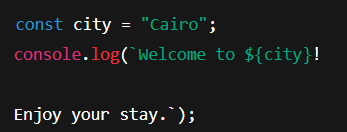 const city = "Cairo";
console.log(`Welcome to ${city}!
Enjoy your stay.`);